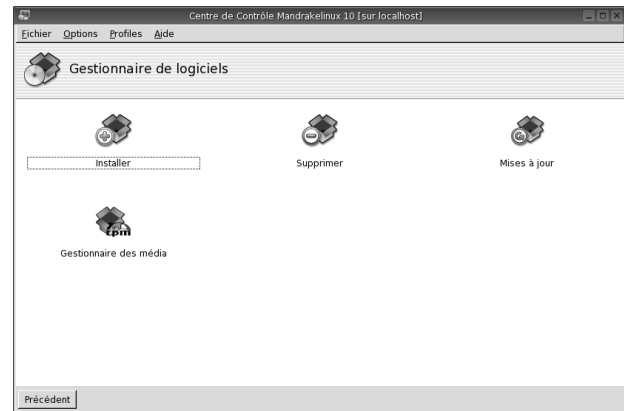 Centre de Contrôle Mandrakelinux 10 [sur localhost]
Fichier Options Profiles Aide
Gestionnaire de logiciels
Installer Supprimer Mises à jour
rpm
Gestionnaire des média
Précédent